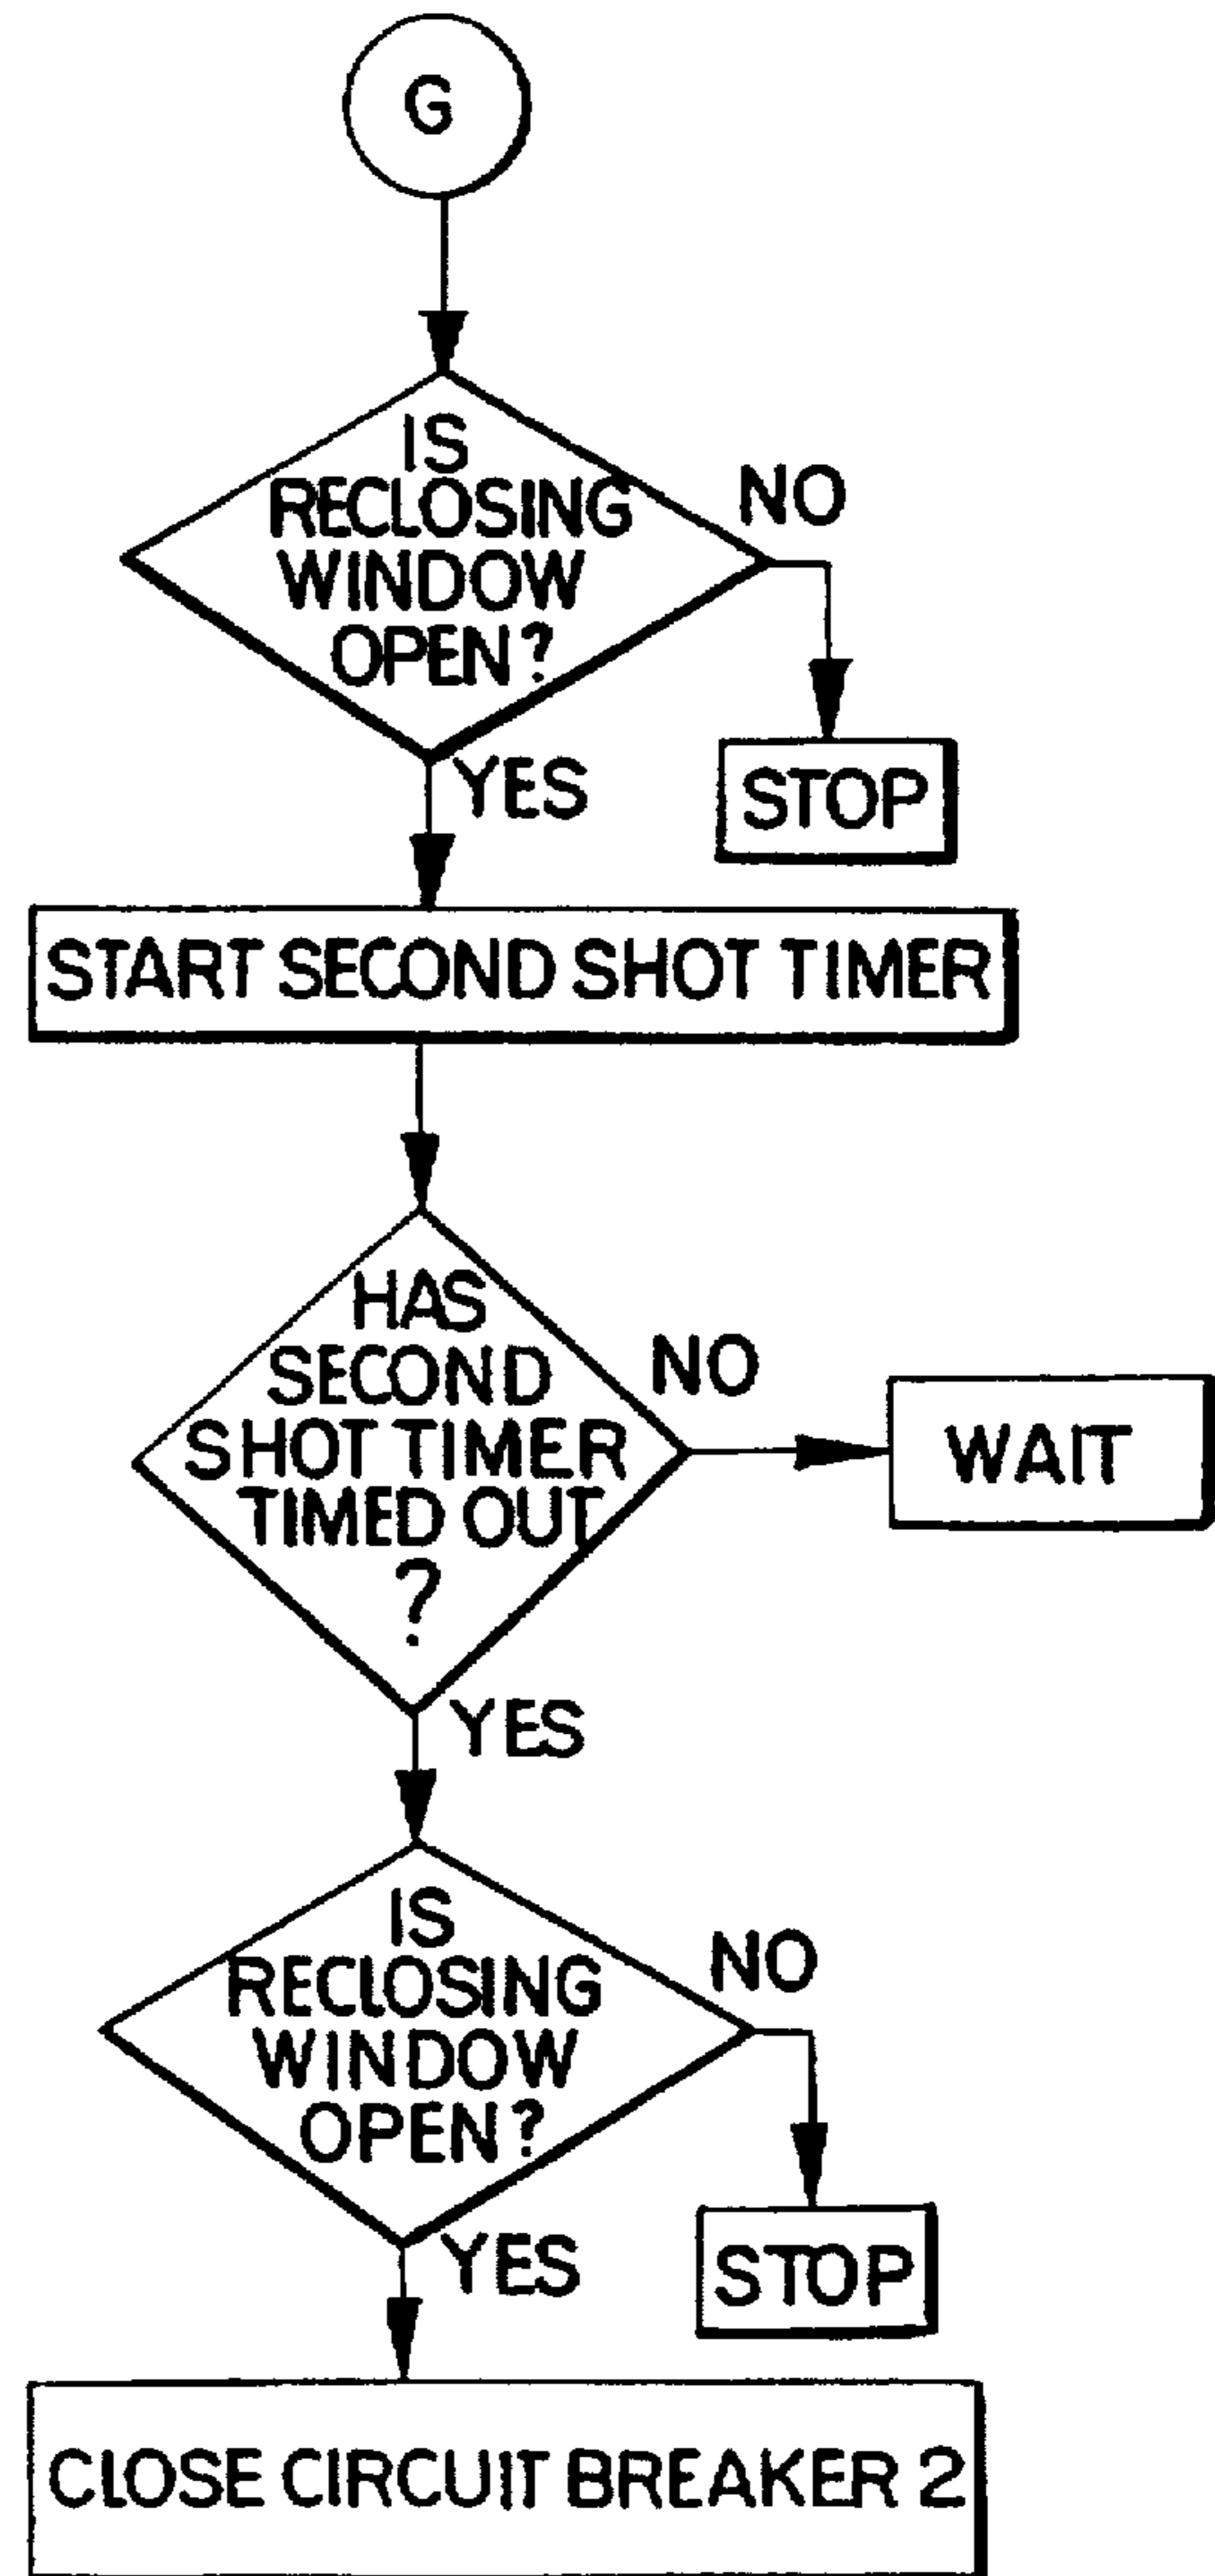 G
IS
RECLOSING
WINDOW
OPEN?
NO
YES
STOP
START SECOND SHOT TIMER
HAS
SECOND
SHOT TIMER
TIMED OUT
?
NO
WAIT
YES
IS
RECLOSING
WINDOW
OPEN?
NO
YES
STOP
CLOSE CIRCUIT BREAKER 2